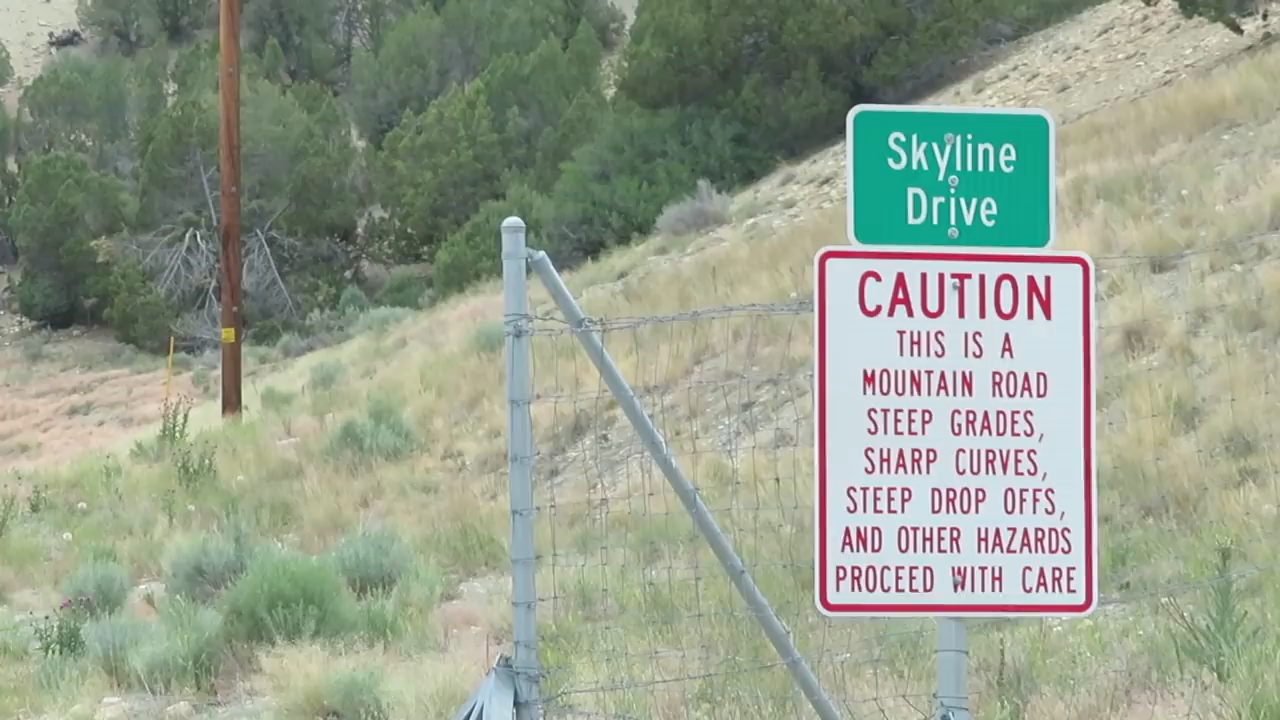 Skyline
Drive
CAUTION
THIS IS A
MOUNTAIN ROAD
STEEP GRADES,
SHARP CURVES,
STEEP DROP OFFS,
AND OTHER HAZARDS
PROCEED WITH CARE